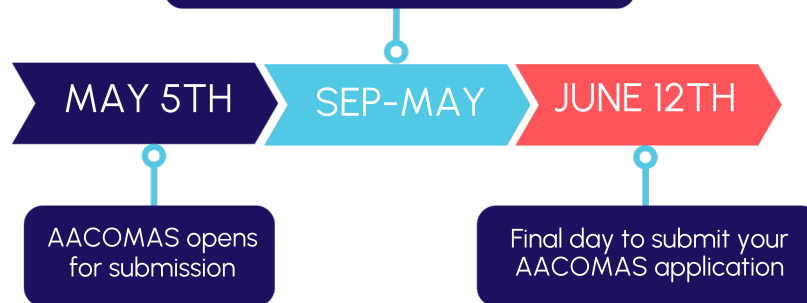 MAY 5TH
SEP-MAY
JUNE 12TH
AACOMAS opens
for submission
Final day to submit your
AACOMAS application